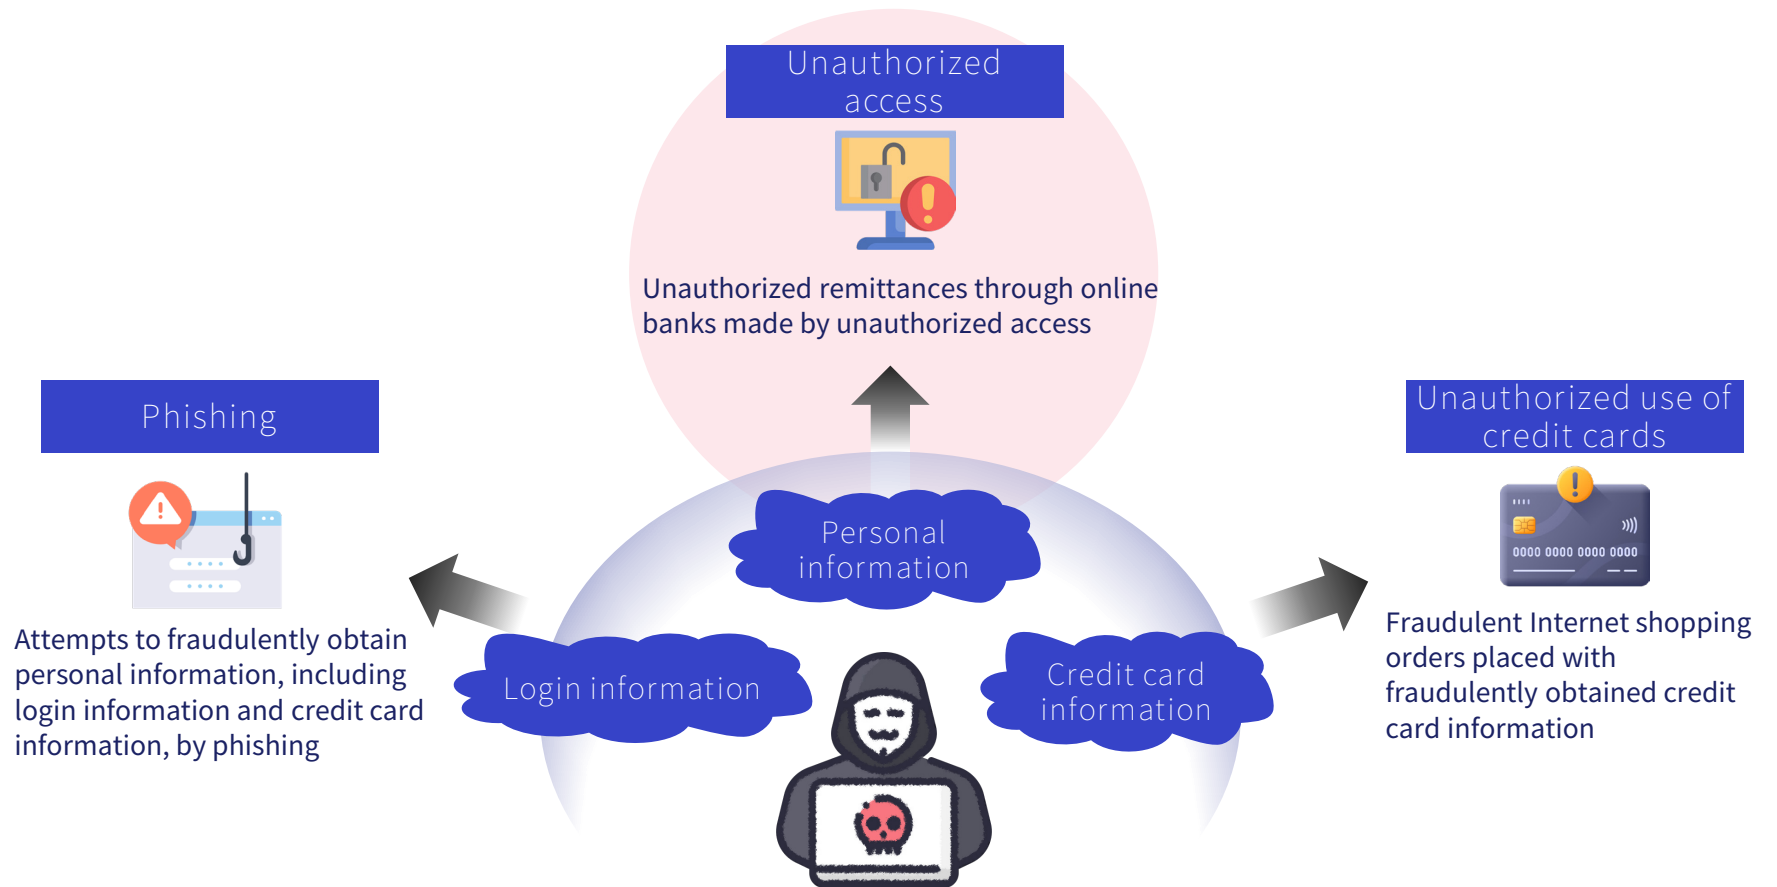 Unauthorized
access
Unauthorized remittances through online
banks made by unauthorized access
Phishing
Attempts to fraudulently obtain
personal information, including
login information and credit card
information, by phishing
Unauthorized use of
credit cards
0000 0000 0000 0000
Fraudulent Internet shopping
orders placed with
fraudulently obtained credit
card information
Personal
information
Login information
Credit card
information